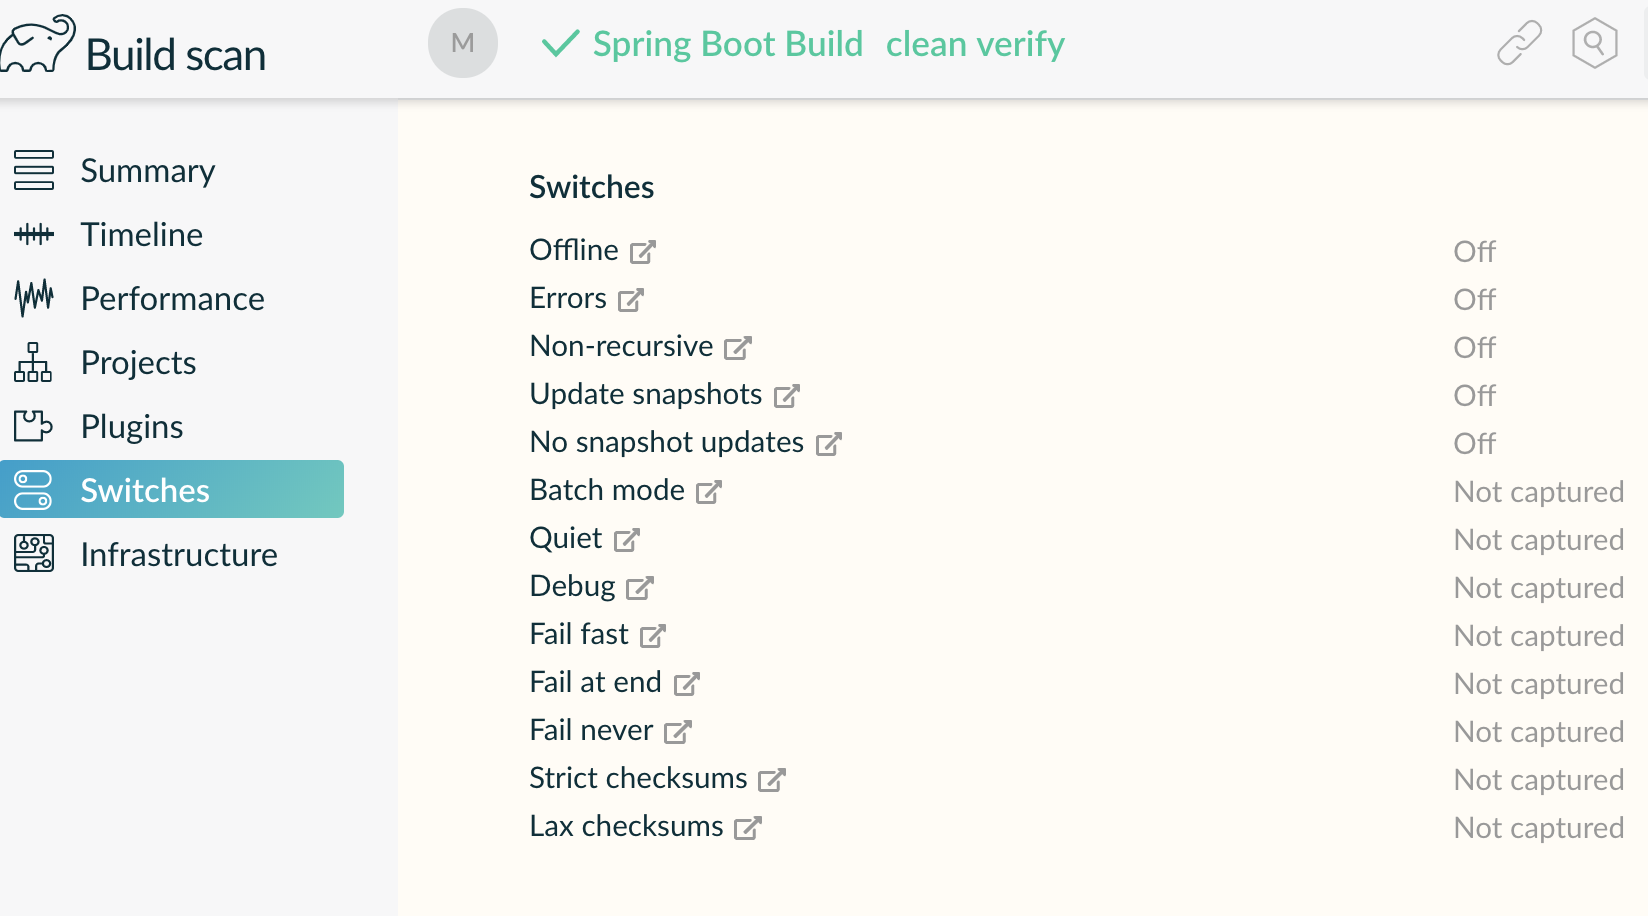 Build scan
M
Spring Boot Build clean verify
Summary
Timeline
Performance
Projects
Plugins
Switches
Infrastructure
Switches
Offline Off
Errors Off
Non-recursive Off
Update snapshots Off
No snapshot updates Off
Batch mode Not captured
Quiet Not captured
Debug Not captured
Fail fast Not captured
Fail at end Not captured
Fail never Not captured
Strict checksums Not captured
Lax checksums Not captured